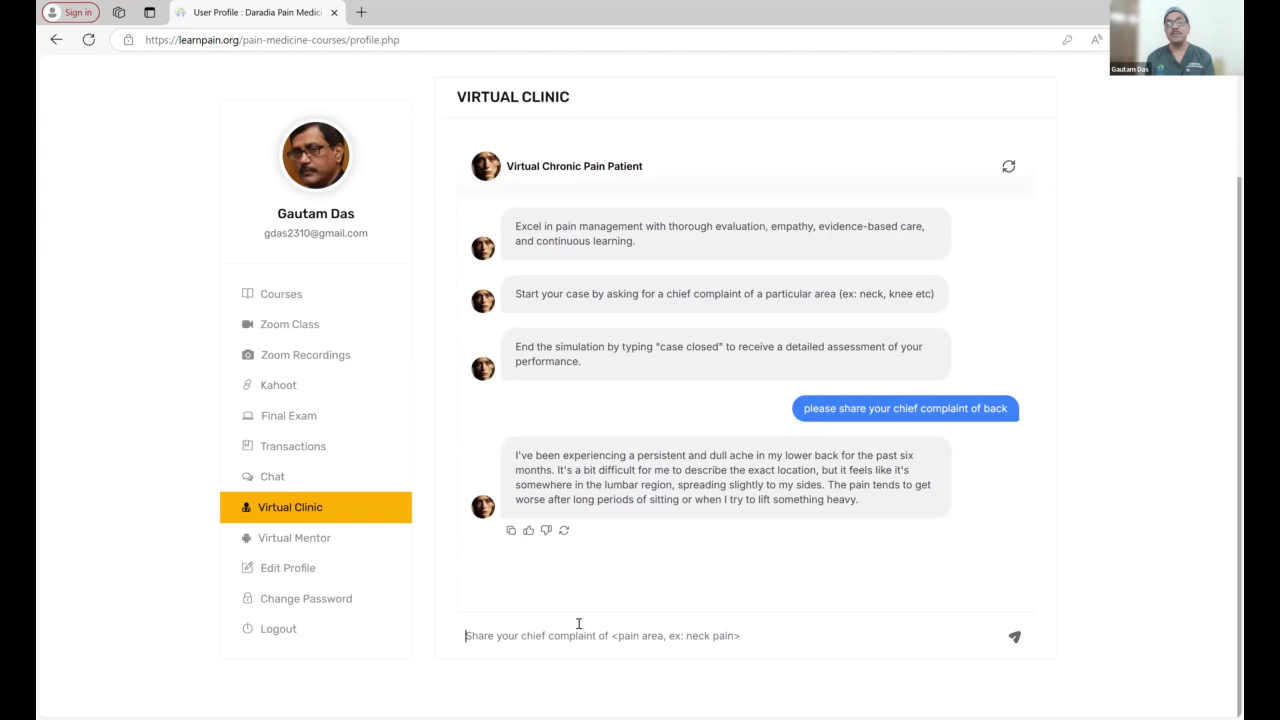 Sign in
User Profile : Daradia Pain Medici
https://learnpain.org/pain-medicine-courses/profile.php
Gautam Das
VIRTUAL CLINIC
Gautam Das
gdas2310@gmail.com
Courses
Zoom Class
Zoom Recordings
Kahoot
Final Exam
Transactions
Chat
Virtual Clinic
Virtual Mentor
Edit Profile
Change Password
Logout
Virtual Chronic Pain Patient
Excel in pain management with thorough evaluation, empathy, evidence-based care,
and continuous learning.
Start your case by asking for a chief complaint of a particular area (ex: neck, knee etc)
End the simulation by typing "case closed" to receive a detailed assessment of your
performance.
please share your chief complaint of back
I've been experiencing a persistent and dull ache in my lower back for the past six
months. It's a bit difficult for me to describe the exact location, but it feels like it's
somewhere in the lumbar region, spreading slightly to my sides. The pain tends to get
worse after long periods of sitting or when I try to lift something heavy.
Share your chief complaint of <pain area, ex: neck pain>